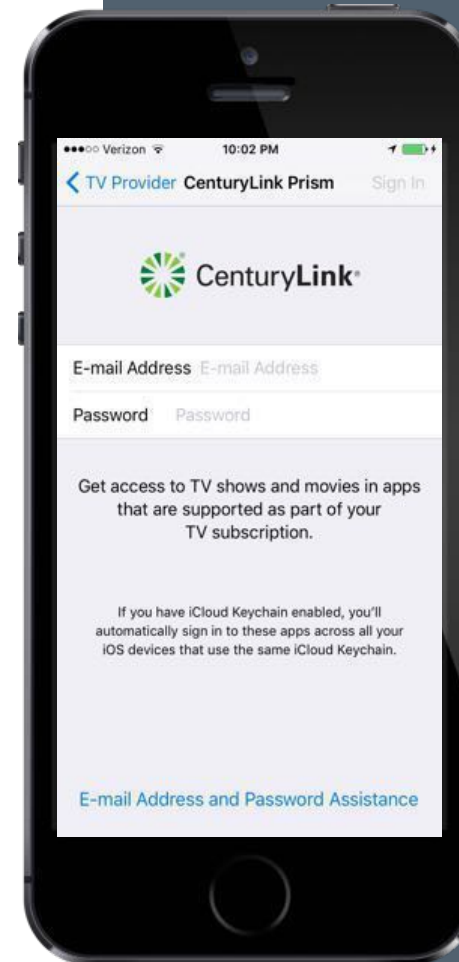 Verizon 10:02 PM
TV Provider CenturyLink Prism Sign In
CenturyLink
E-mail Address E-mail Address
Password Password
Get access to TV shows and movies in apps
that are supported as part of your
TV subscription.
If you have iCloud Keychain enabled, you'll
automatically sign in to these apps across all your
iOS devices that use the same iCloud Keychain.
E-mail Address and Password Assistance